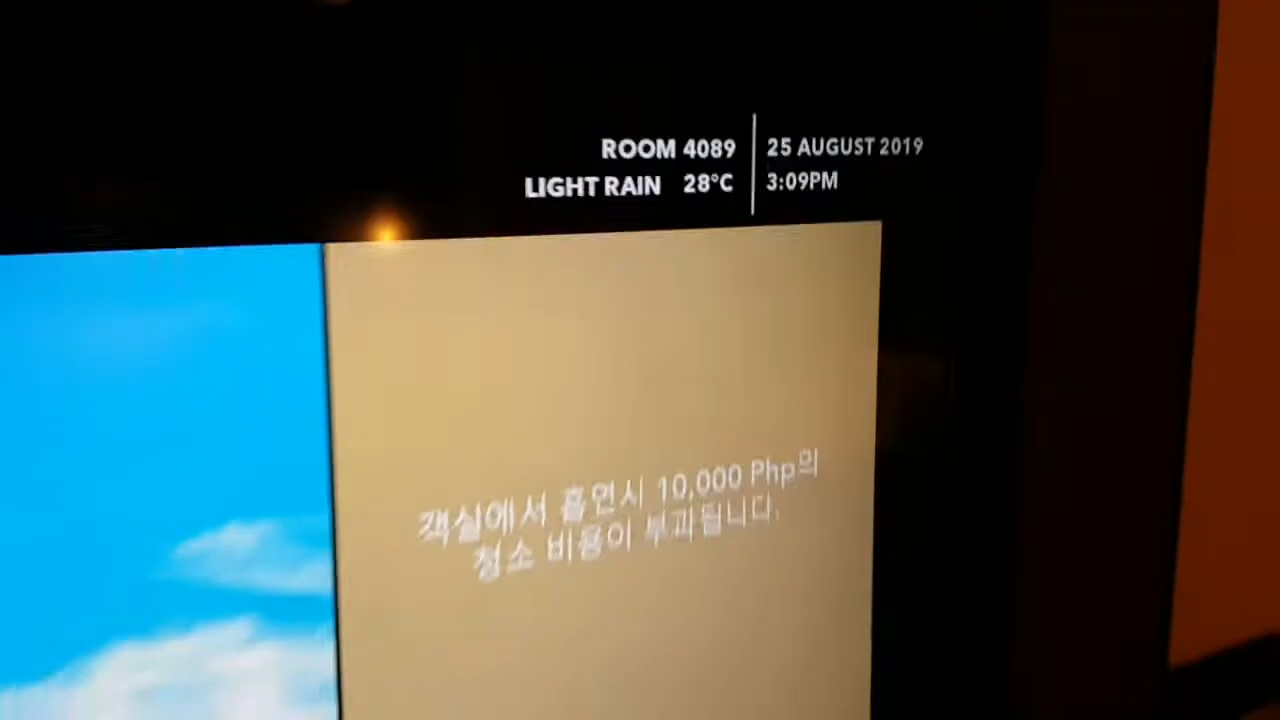 ROOM 4089
LIGHT RAIN 28°C
25 AUGUST 2019
3:09PM
객실에서 흡연시 10,000 Php의
청소 비용이 부과됩니다.